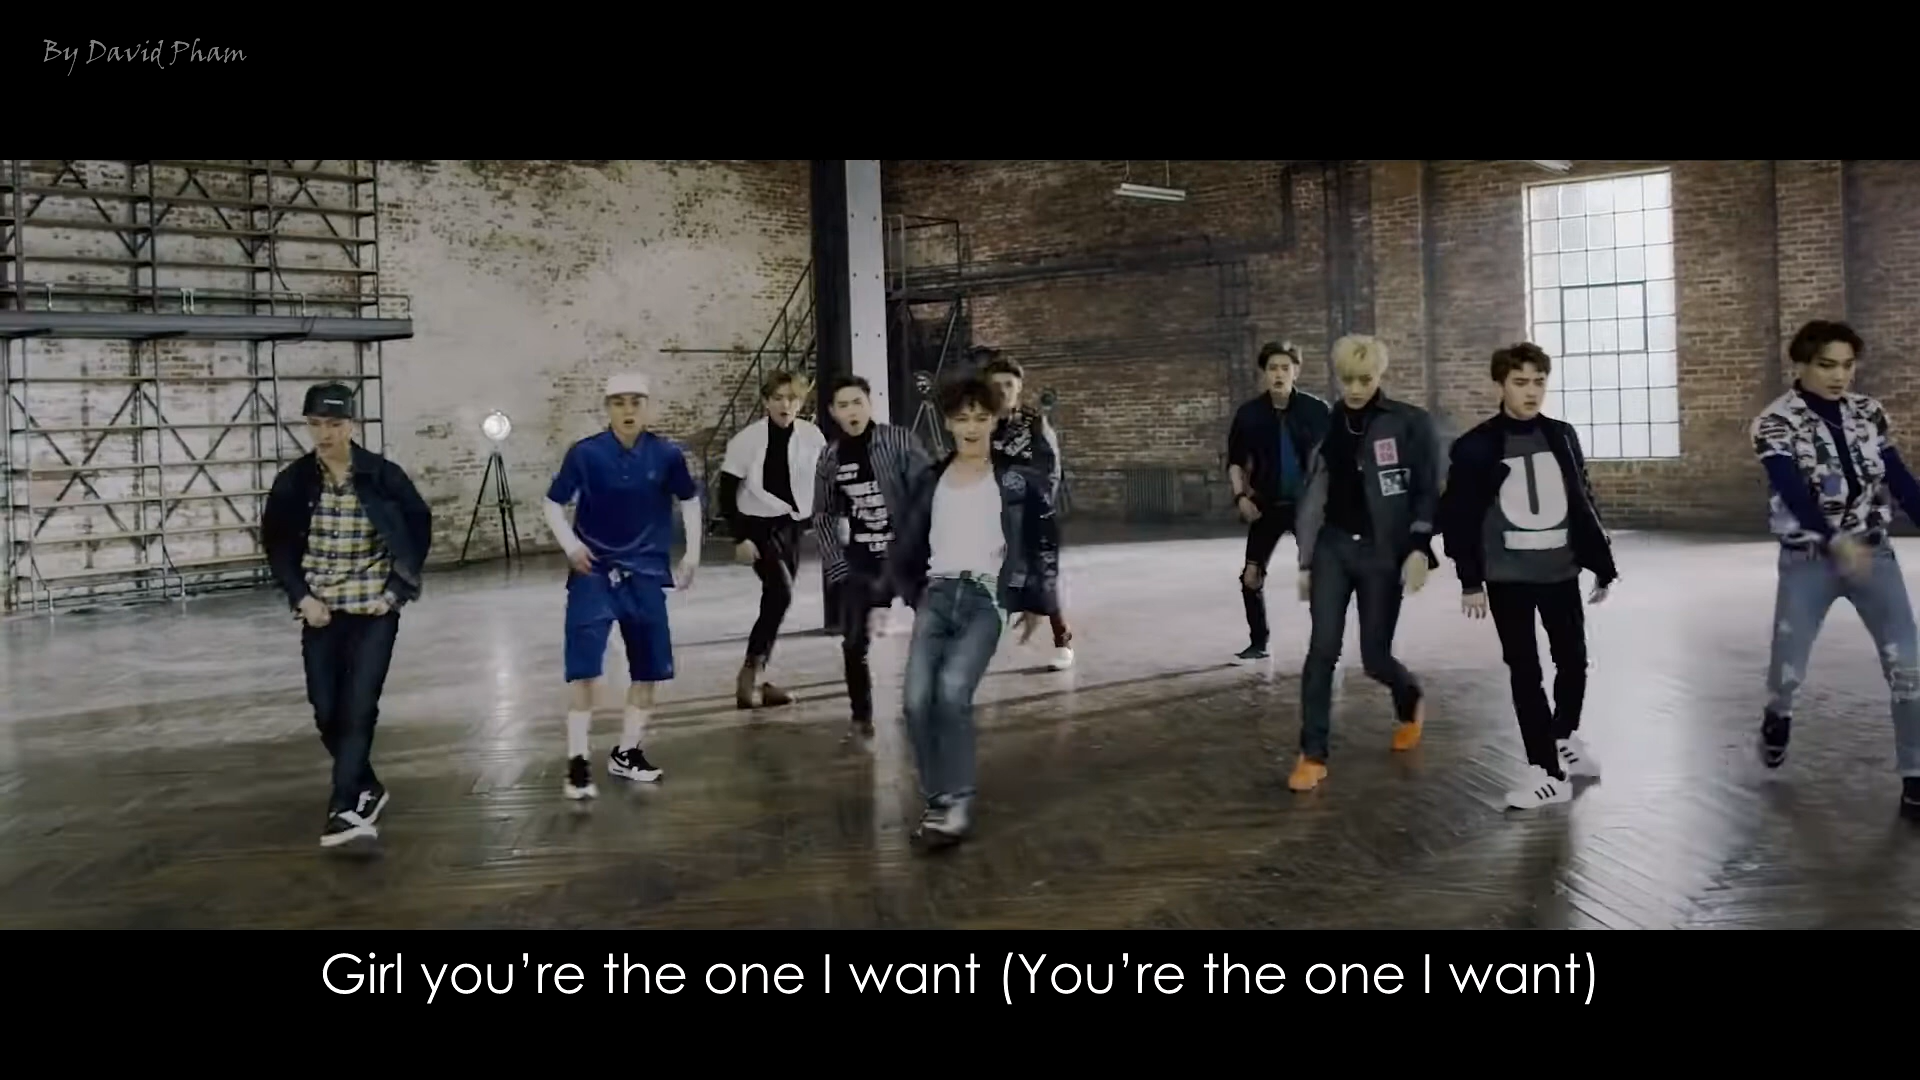 By David Pham
U
Girl you're the one I want (You're the one I want)